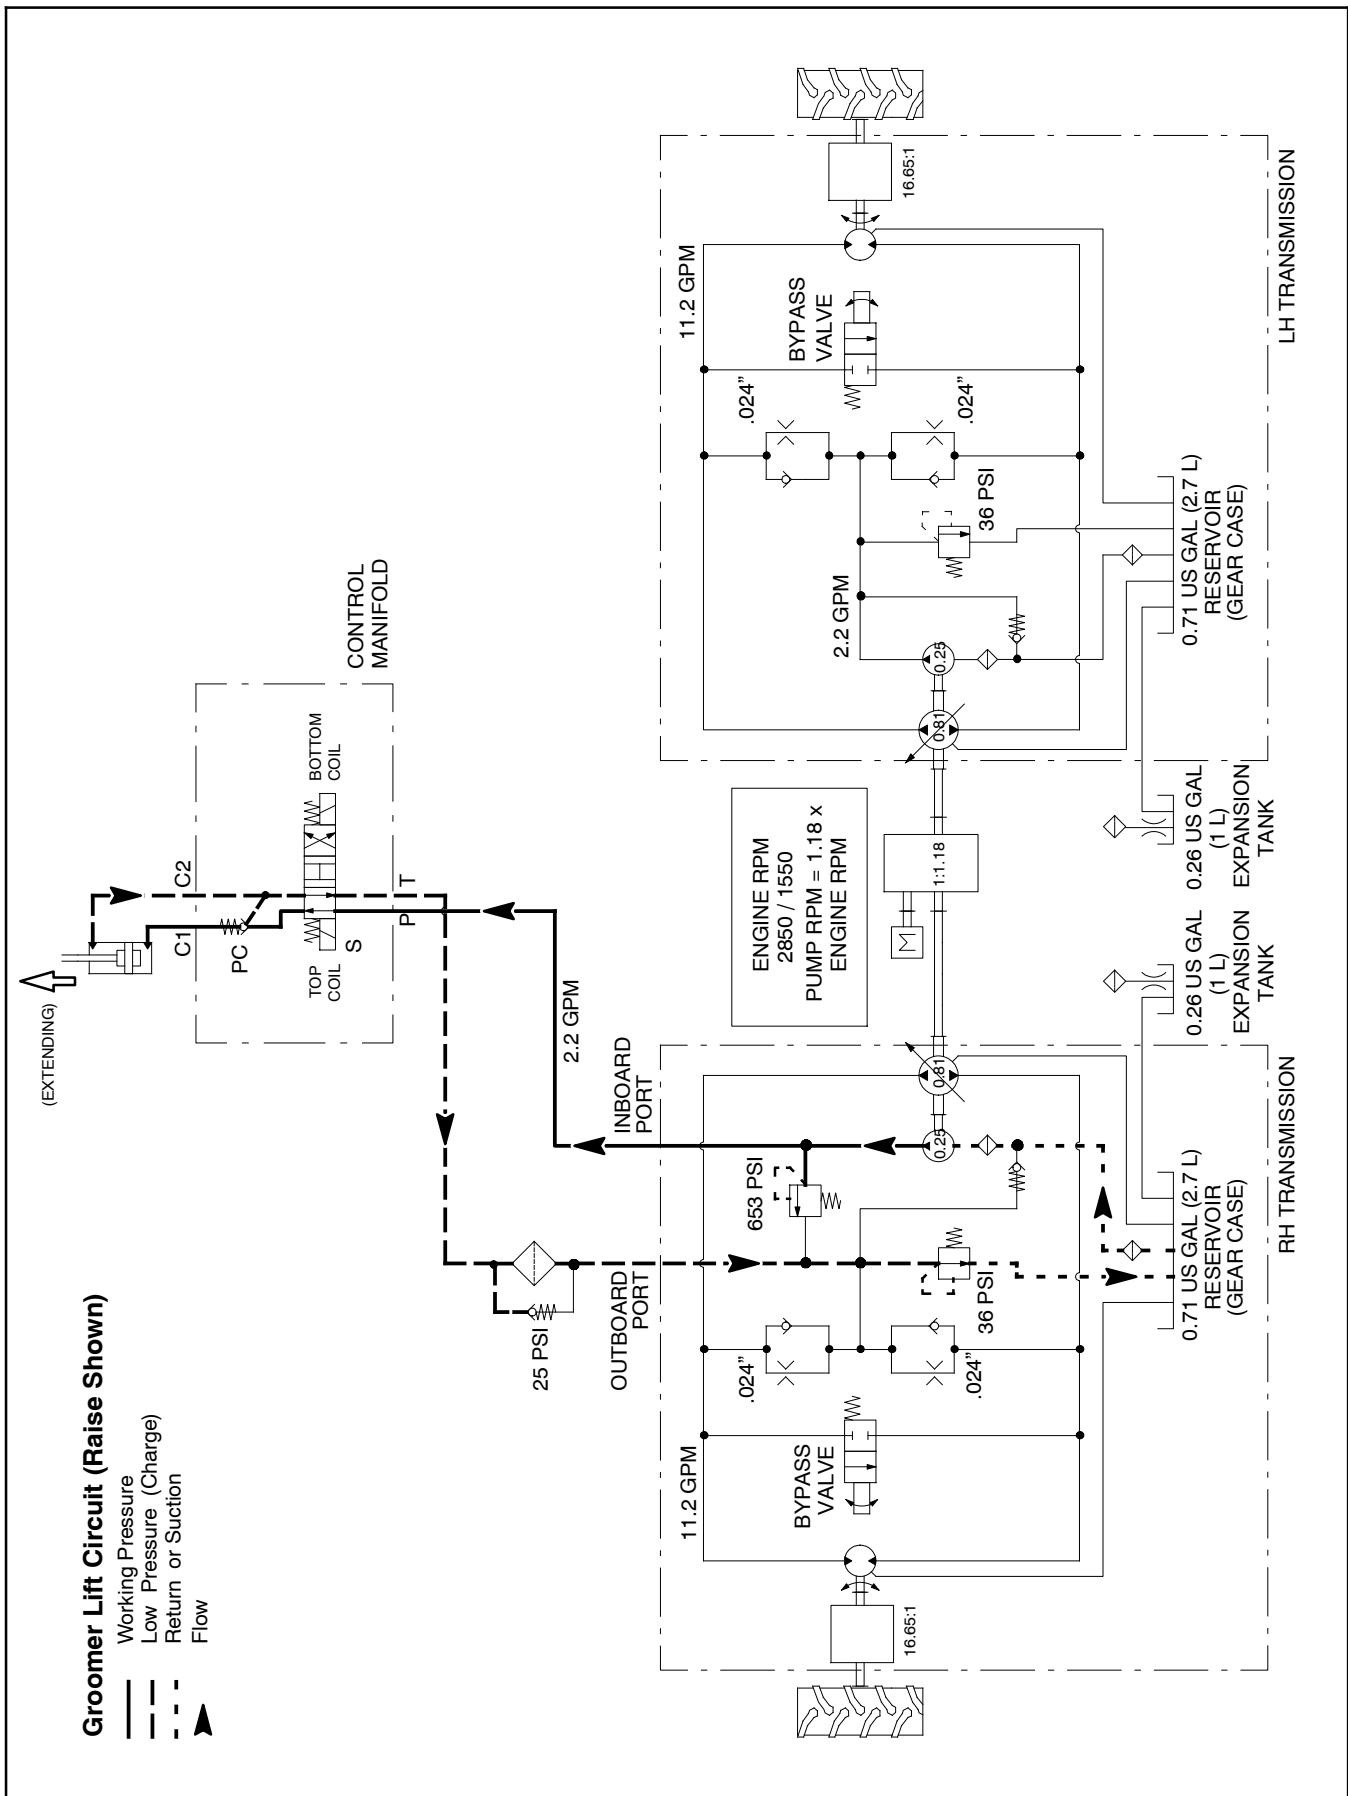 Groomer Lift Circuit (Raise Shown)
Working Pressure
Low Pressure (Charge)
Return or Suction
Flow
(EXTENDING)
C1
C2
PC
TOP
COIL
S
BOTTOM
COIL
P
T
CONTROL
MANIFOLD
2.2 GPM
25 PSI
OUTBOARD
PORT
INBOARD
PORT
11.2 GPM
BYPASS
VALVE
.024”
.024”
653 PSI
36 PSI
0.25
0.81
16.65:1
0.71 US GAL (2.7 L)
RESERVOIR
(GEAR CASE)
RH TRANSMISSION
ENGINE RPM
2850 / 1550
PUMP RPM = 1.18 x
ENGINE RPM
M
1:1.18
0.26 US GAL
(1 L)
EXPANSION
TANK
0.26 US GAL
(1 L)
EXPANSION
TANK
0.81
0.25
2.2 GPM
36 PSI
.024”
.024”
BYPASS
VALVE
11.2 GPM
16.65:1
0.71 US GAL (2.7 L)
RESERVOIR
(GEAR CASE)
LH TRANSMISSION